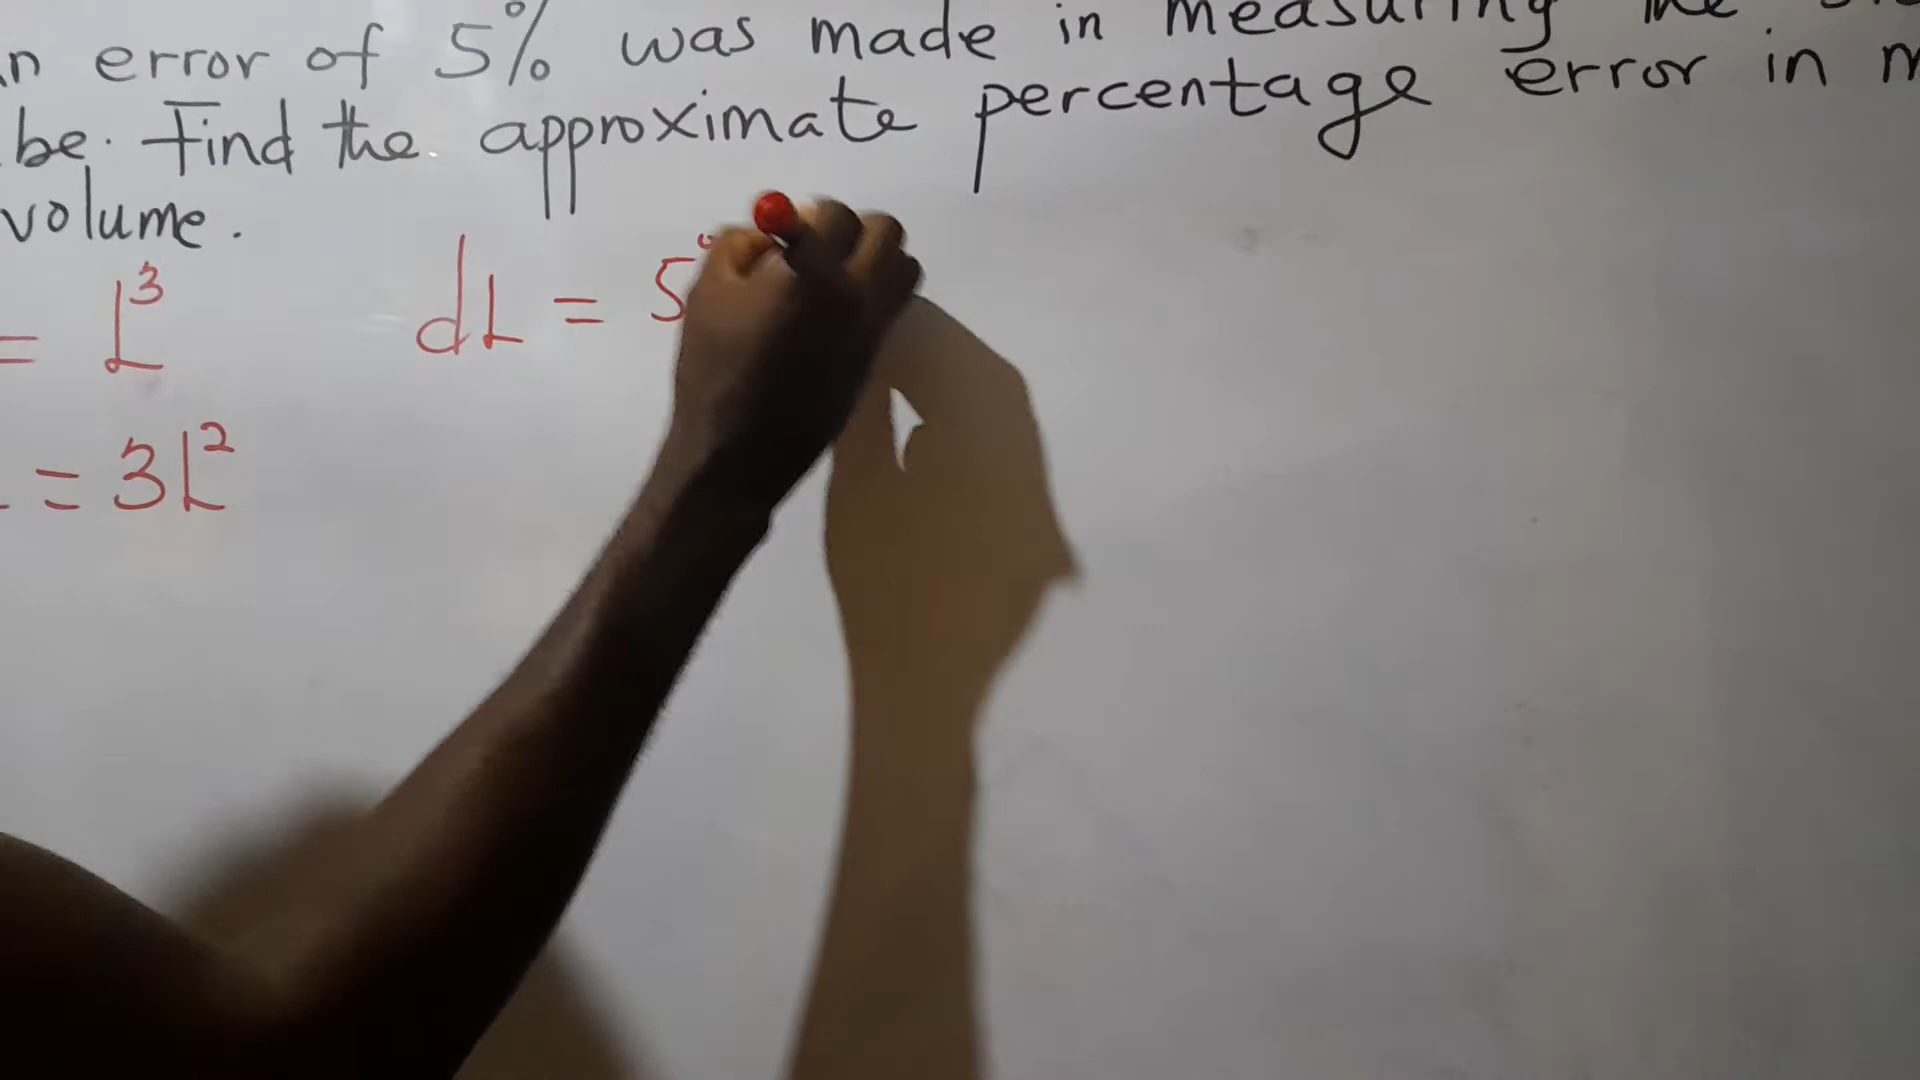 error of 5% was made in measuring the
be. Find the approximate percentage error in
volume.
= L³ dL = 5
= 3L²